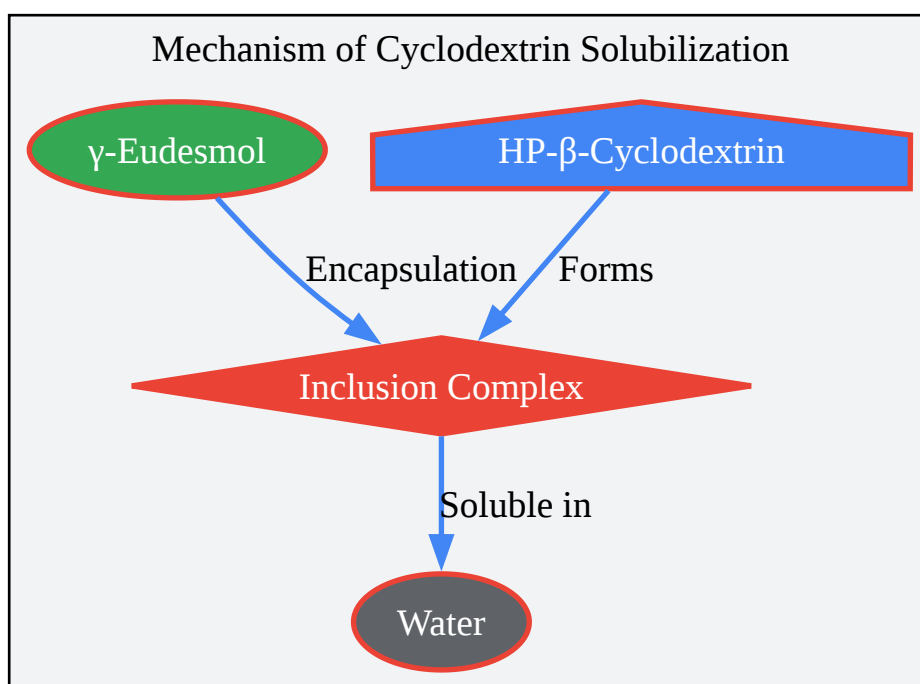 Mechanism of Cyclodextrin Solubilization
γ-Eudesmol
HP-β-Cyclodextrin
Encapsulation
Forms
Inclusion Complex
Soluble in
Water